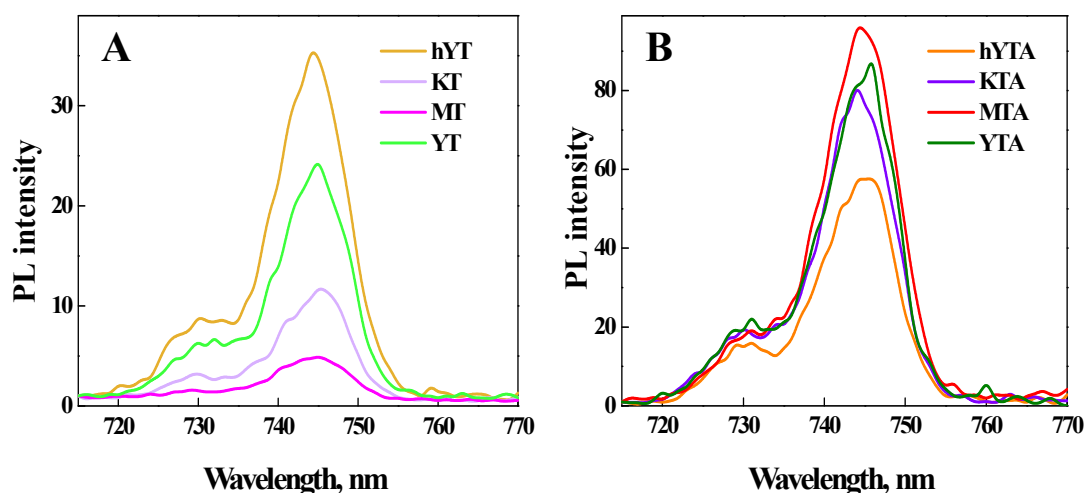 A
hYT
KT
MT
YT
PL intensity
30
20
10
0
720 730 740 750 760 770
Wavelength, nm
B
hYTA
KTA
MTA
YTA
PL intensity
80
60
40
20
0
720 730 740 750 760 770
Wavelength, nm